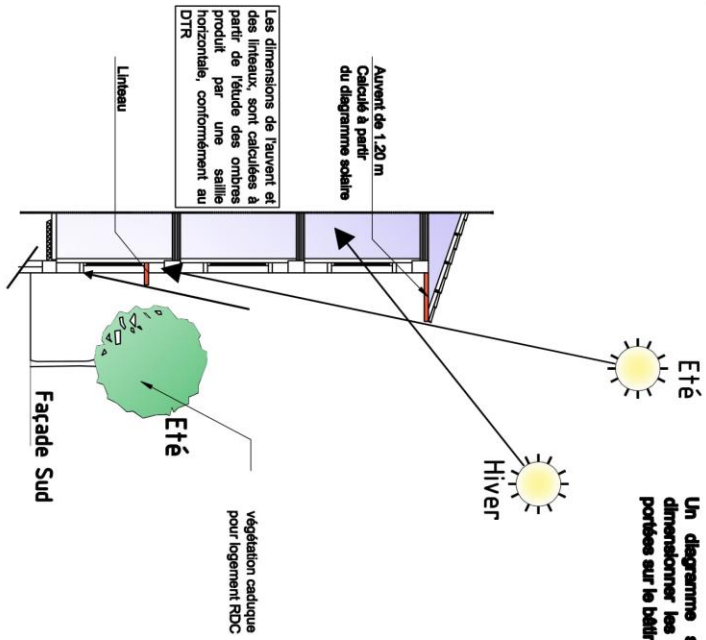 Un diagramme
dimensionner les
portées sur le
Eté
Hiver
Auvent de 1.20 m
Calculé à partir
du diagramme solaire
Les dimensions de l'auvent et
des linteaux, sont calculées à
partir de l'étude des ombres
produit par une saillie
horizontale, conformément au
DTR
Linteau
végétation caduque
pour logement RDC
Eté
Façade Sud